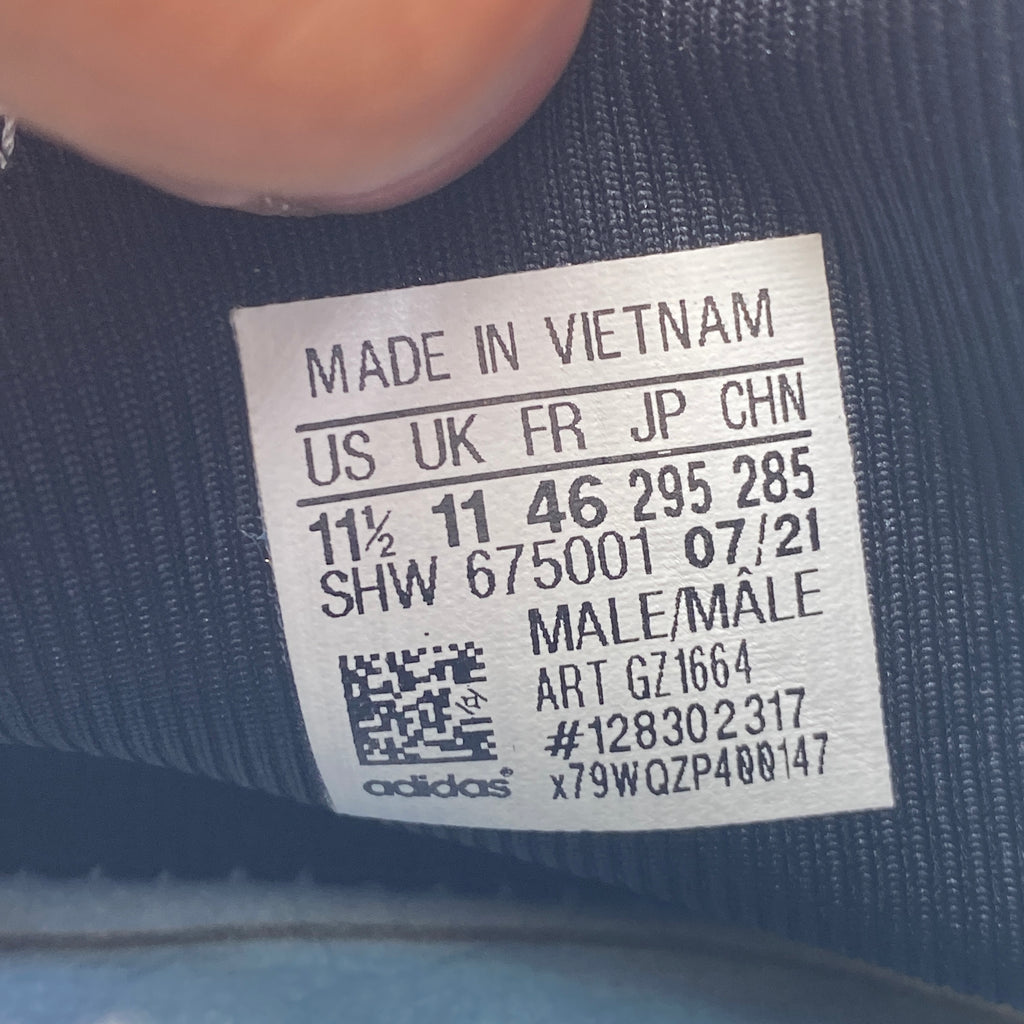 MADE IN VIETNAM
US UK FR JP CHN
11½ 11 46 295 285
SHW 675001 07/21
MALE/MÂLE
ART GZ1664
#128302317
x79WQZP400147
adidas®